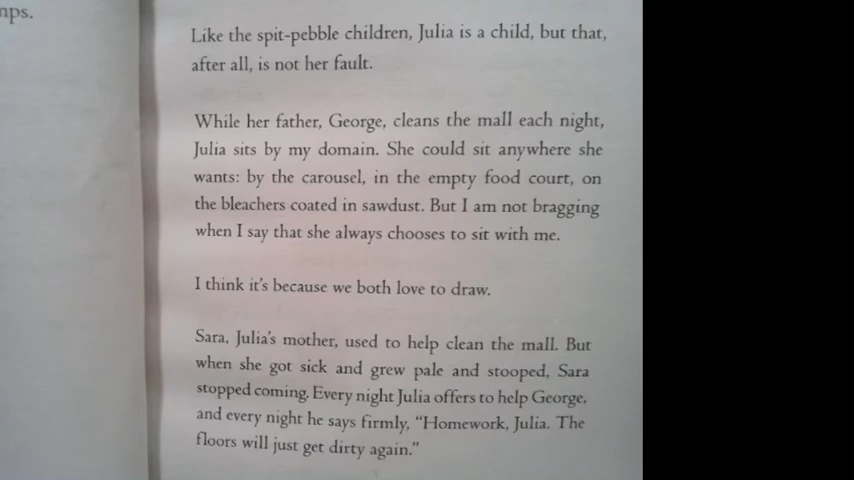 Like the spit-pebble children, Julia is a child, but that,
after all, is not her fault.
While her father, George, cleans the mall each night,
Julia sits by my domain. She could sit anywhere she
wants: by the carousel, in the empty food court, on
the bleachers coated in sawdust. But I am not bragging
when I say that she always chooses to sit with me.
I think it's because we both love to draw.
Sara, Julia's mother, used to help clean the mall. But
when she got sick and grew pale and stooped, Sara
stopped coming. Every night Julia offers to help George,
and every night he says firmly, "Homework, Julia. The
floors will just get dirty again."